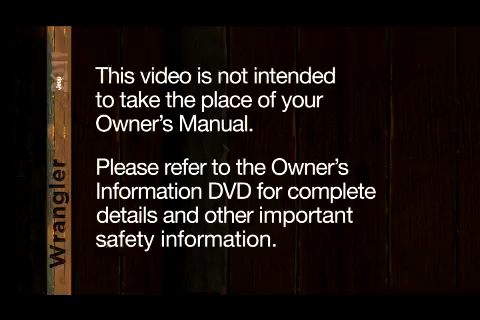 Jeep
Wrangler
This video is not intended
to take the place of your
Owner's Manual.
Please refer to the Owner's
Information DVD for complete
details and other important
safety information.